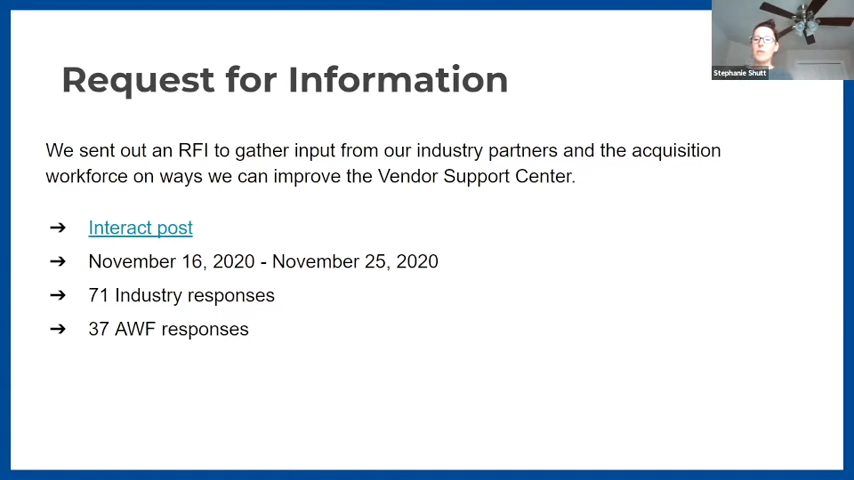 Request for Information
Stephanie Shutt
We sent out an RFI to gather input from our industry partners and the acquisition
workforce on ways we can improve the Vendor Support Center.
➔ Interact post
➔ November 16, 2020 - November 25, 2020
➔ 71 Industry responses
➔ 37 AWF responses